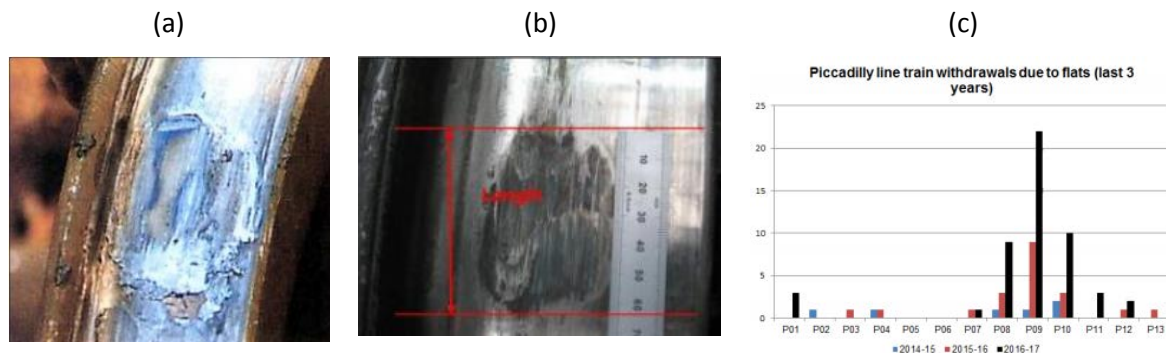 (a)
(b)
(c)
Length
10
20
30
40
50
60
Piccadilly line train withdrawals due to flats (last 3
years)
25
20
15
10
5
0
P01 P02 P03 P04 P05 P06 P07 P08 P09 P10 P11 P12 P13
2014-15 2015-16 2016-17